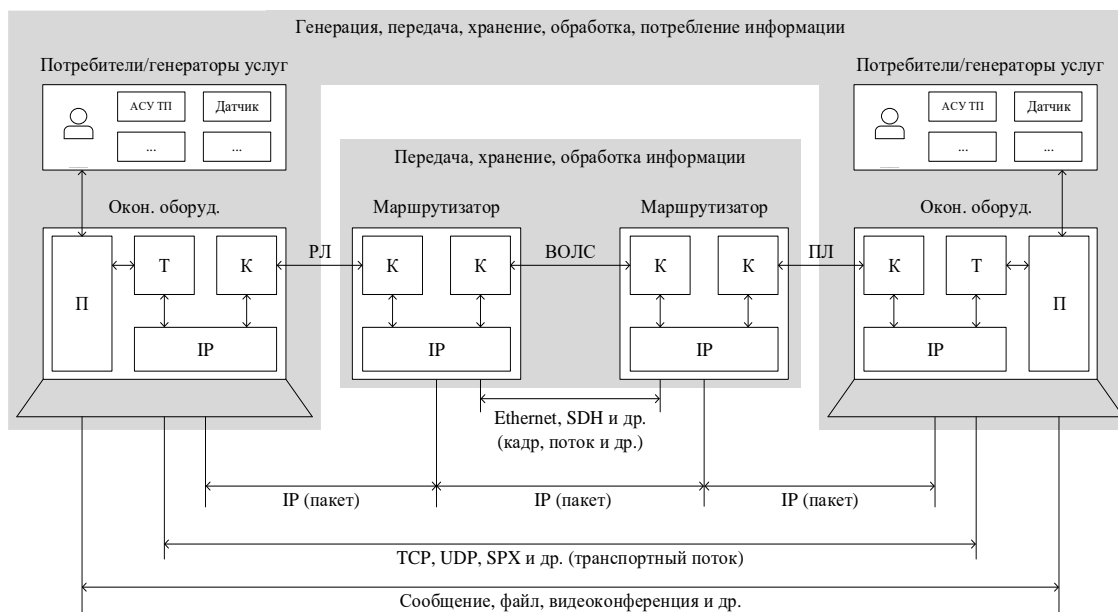 Генерация, передача, хранение, обработка, потребление информации
Потребители/генераторы услуг
Потребители/генераторы услуг
АСУ ТП
Датчик
...
...
АСУ ТП
Датчик
...
...
Передача, хранение, обработка информации
Окон. оборуд.
Маршрутизатор
Маршрутизатор
Окон. оборуд.
П
Т
К
IP
РЛ
К
К
IP
ВОЛС
К
К
IP
ПЛ
К
Т
П
IP
Ethernet, SDH и др.
(кадр, поток и др.)
IP (пакет)
IP (пакет)
IP (пакет)
TCP, UDP, SPX и др. (транспортный поток)
Сообщение, файл, видеоконференция и др.